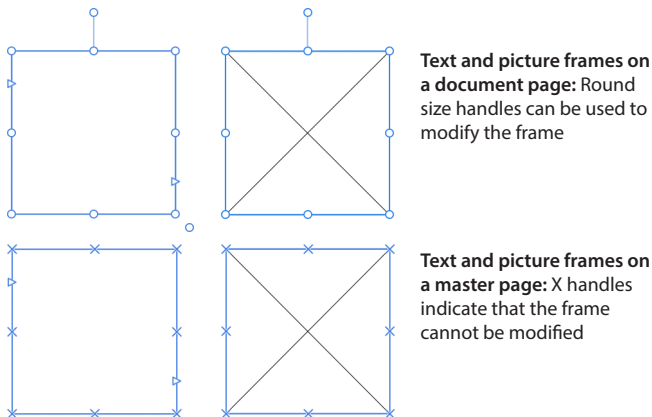 Text and picture frames on
a document page: Round
size handles can be used to
modify the frame
Text and picture frames on
a master page: X handles
indicate that the frame
cannot be modified